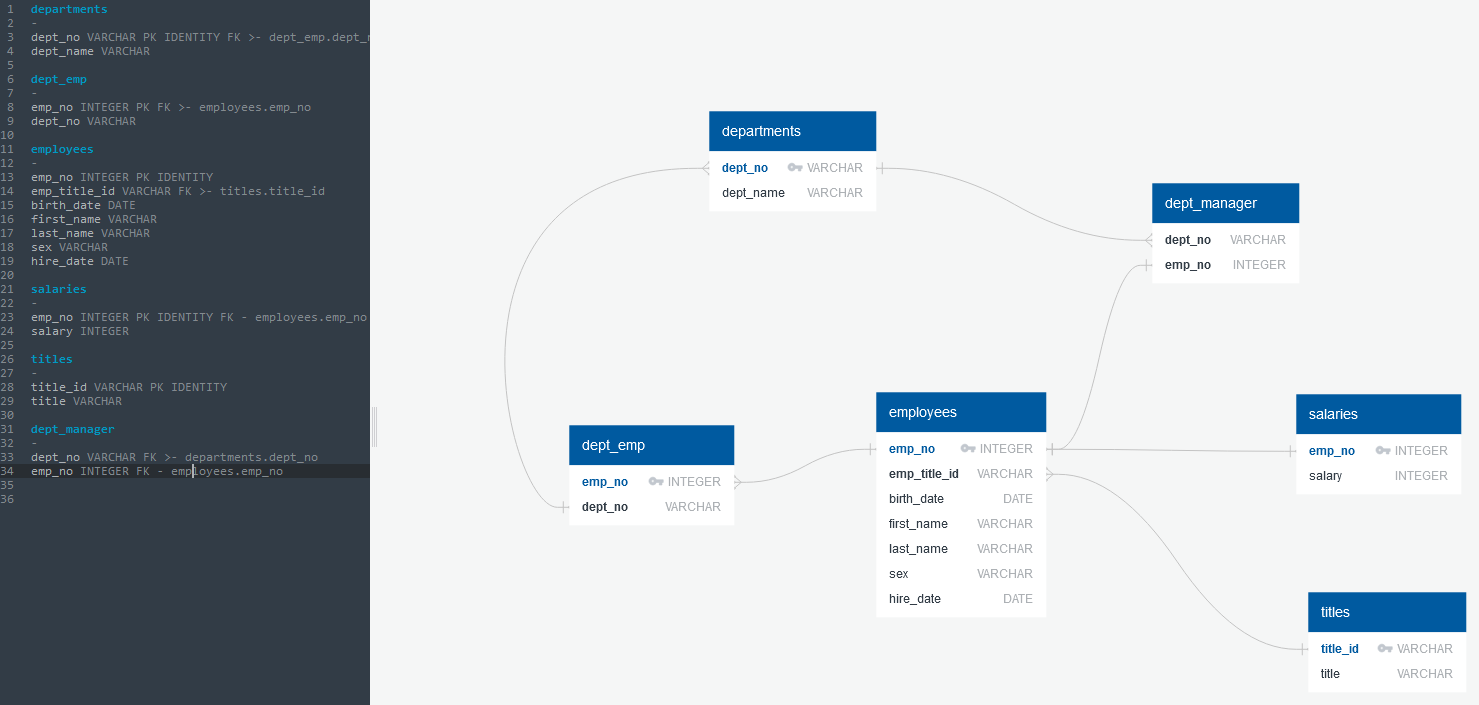 1 departments
2 -
3 dept_no VARCHAR PK IDENTITY FK >- dept_emp.dept_
4 dept_name VARCHAR
5
6 dept_emp
7 -
8 emp_no INTEGER PK FK >- employees.emp_no
9 dept_no VARCHAR
10
11 employees
12 -
13 emp_no INTEGER PK IDENTITY
14 emp_title_id VARCHAR FK >- titles.title_id
15 birth_date DATE
16 first_name VARCHAR
17 last_name VARCHAR
18 sex VARCHAR
19 hire_date DATE
20
21 salaries
22 -
23 emp_no INTEGER PK IDENTITY FK - employees.emp_no
24 salary INTEGER
25
26 titles
27 -
28 title_id VARCHAR PK IDENTITY
29 title VARCHAR
30
31 dept_manager
32 -
33 dept_no VARCHAR FK >- departments.dept_no
34 emp_no INTEGER FK - employees.emp_no
35
36
departments
dept_no VARCHAR
dept_name VARCHAR
dept_manager
dept_no VARCHAR
emp_no INTEGER
dept_emp
emp_no INTEGER
dept_no VARCHAR
employees
emp_no INTEGER
emp_title_id VARCHAR
birth_date DATE
first_name VARCHAR
last_name VARCHAR
sex VARCHAR
hire_date DATE
salaries
emp_no INTEGER
salary INTEGER
titles
title_id VARCHAR
title VARCHAR